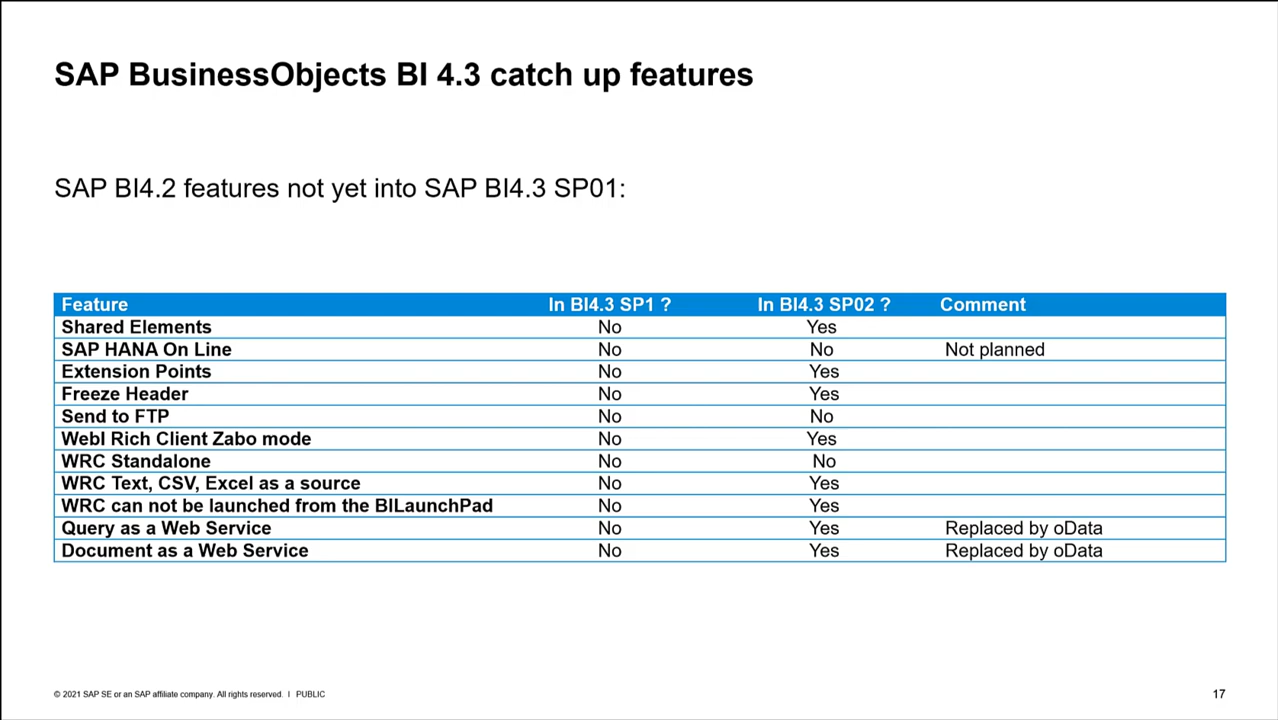 SAP BusinessObjects BI 4.3 catch up features
SAP BI4.2 features not yet into SAP BI4.3 SP01:
Feature In BI4.3 SP1 ? In BI4.3 SP02 ? Comment
Shared Elements No Yes
SAP HANA On Line No No Not planned
Extension Points No Yes
Freeze Header No Yes
Send to FTP No No
WebI Rich Client Zabo mode No Yes
WRC Standalone No No
WRC Text, CSV, Excel as a source No Yes
WRC can not be launched from the BILaunchPad No Yes
Query as a Web Service No Yes Replaced by oData
Document as a Web Service No Yes Replaced by oData
© 2021 SAP SE or an SAP affiliate company. All rights reserved. I PUBLIC 17